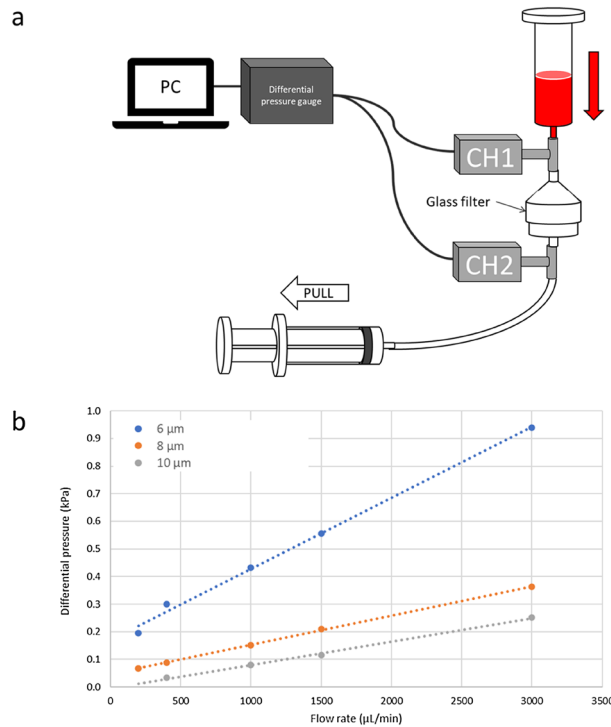 a
PC
Differential
pressure gauge
CH1
Glass filter
CH2
PULL
b
Differential pressure (kPa)
1.0
0.9
0.8
0.7
0.6
0.5
0.4
0.3
0.2
0.1
0.0
6 µm
8 µm
10 µm
0 500 1000 1500 2000 2500 3000 3500
Flow rate (µL/min)